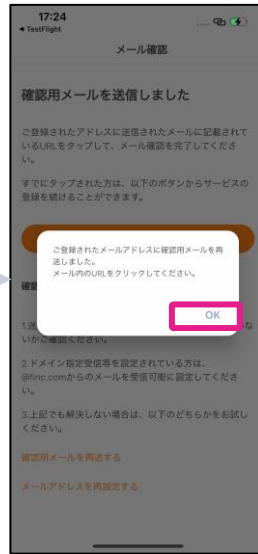 17:24
◀ TestFlight
メール確認
確認用メールを送信しました
ご登録されたアドレスに送信されたメールに記載されて
いるURLをタップして、メール確認を完了してくださ
い。
すでにタップされた方は、以下のボタンからサービスの
登録を続けることができます。
ご登録されたメールアドレスに確認用メールを再
送しました。
メール内のURLをクリックしてください。
OK
確認
1.迷
な
いかご確認ください。
2.ドメイン指定受信等を設定されている方は、
@finc.comからのメールを受信可能に設定してくださ
い。
3.上記でも解決しない場合は、以下のどちらかをお試し
ください。
確認用メールを再送する
メールアドレスを再設定する